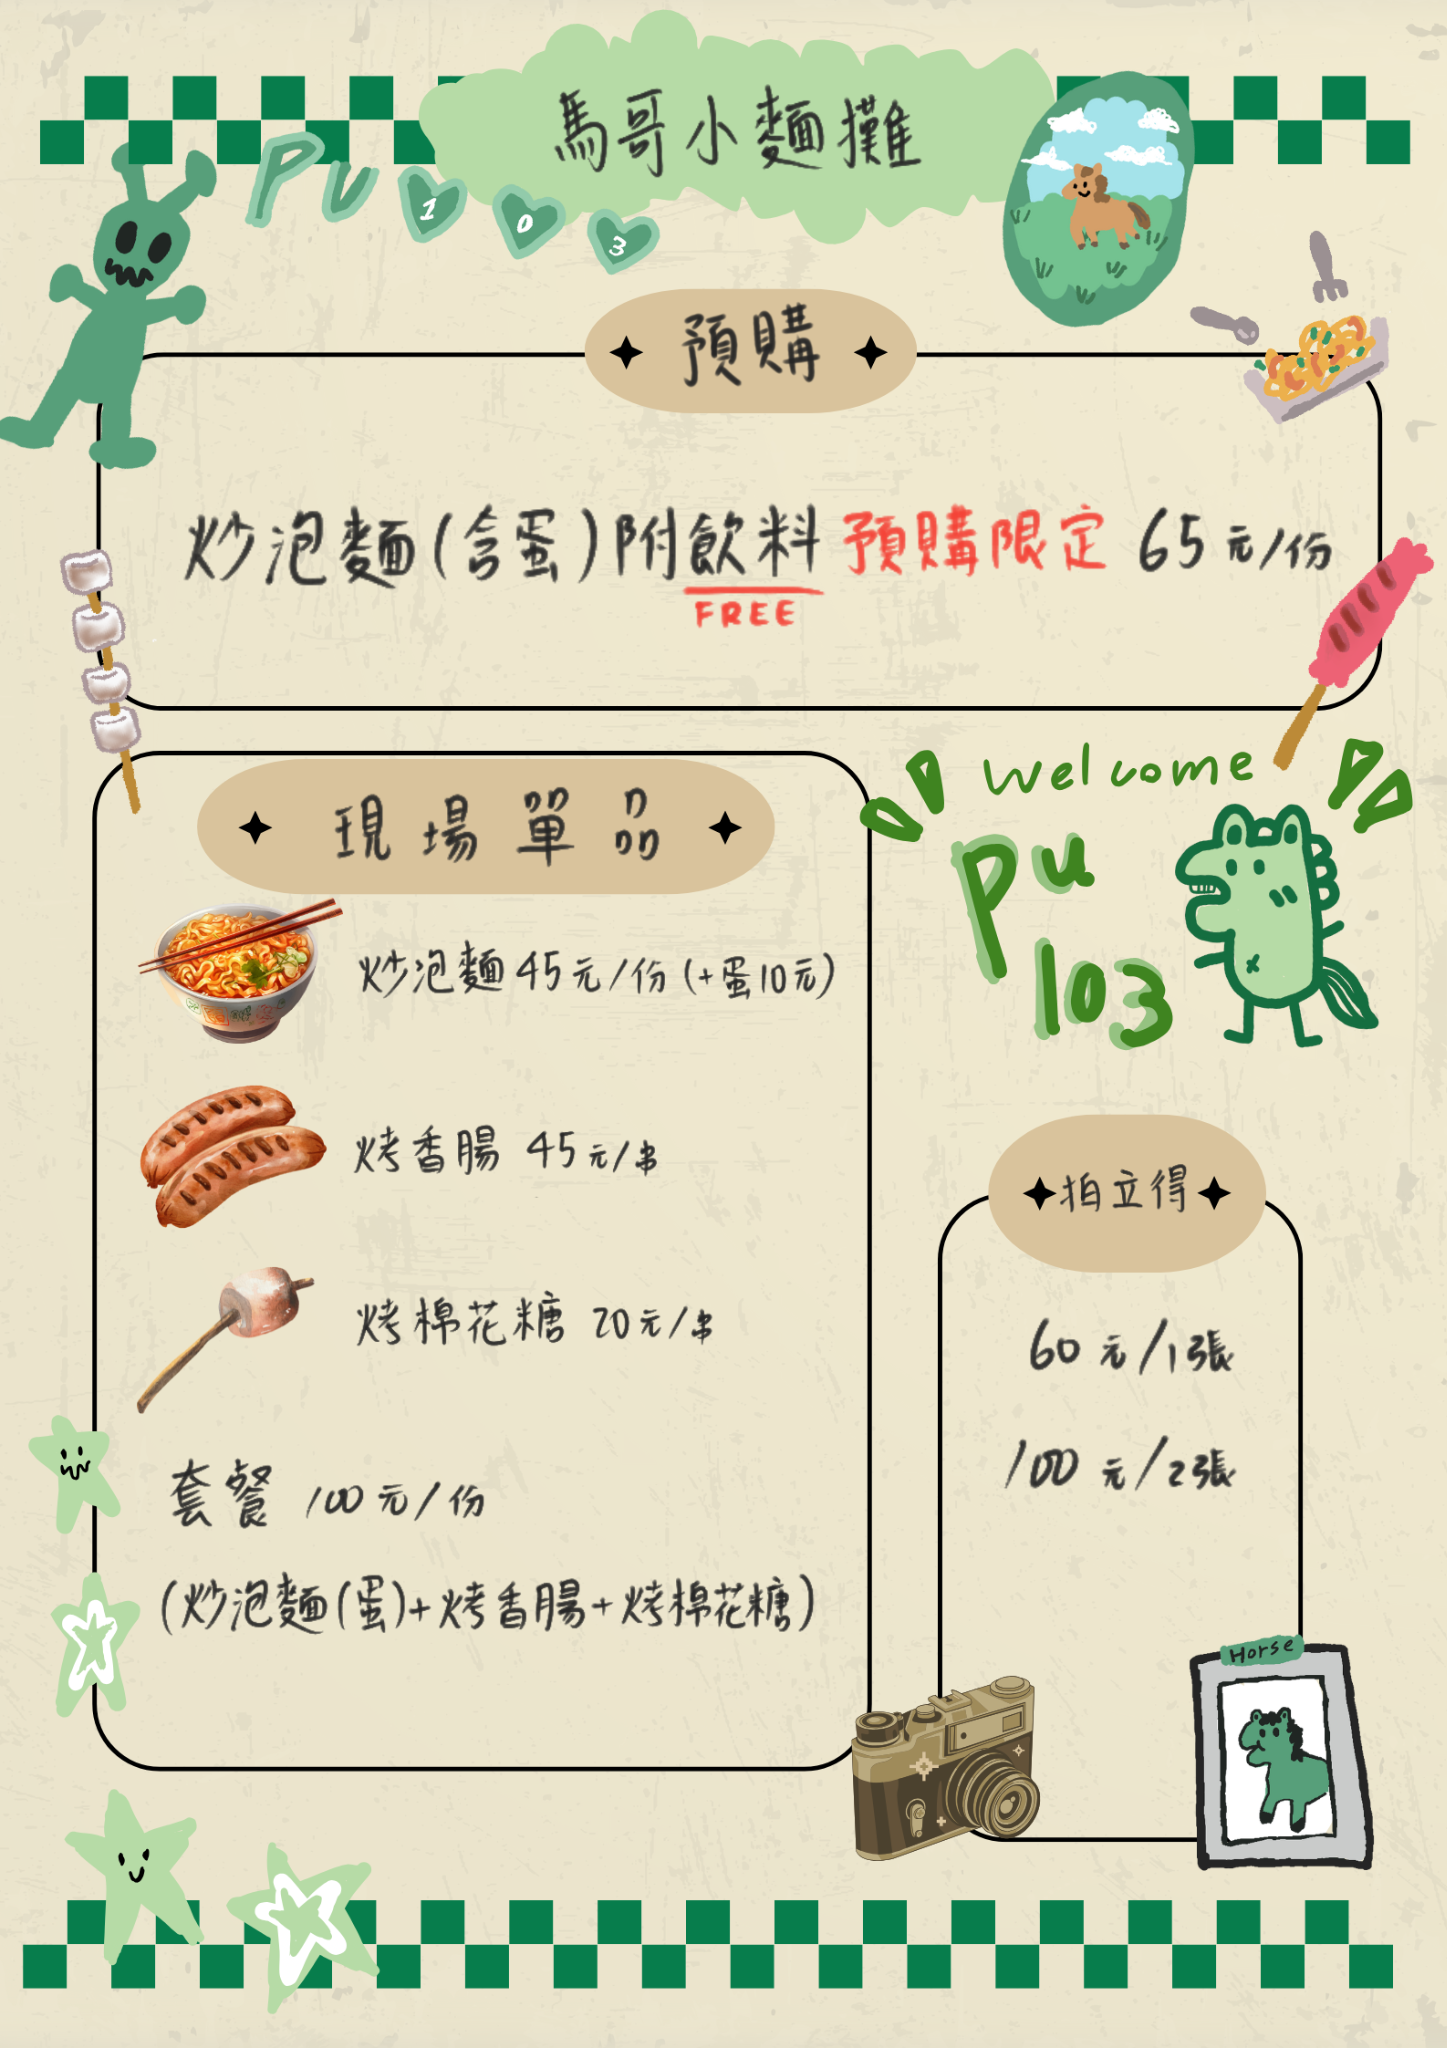 馬哥小麵攤
Pu 103
預購
炒泡麵(含蛋)附飲料 預購限定 65元/份
FREE
現場單品
炒泡麵45元/份(+蛋10元)
烤香腸 45元/串
烤棉花糖 20元/串
套餐 100元/份
(炒泡麵(蛋)+烤香腸+烤棉花糖)
welcome
Pu
103
拍立得
60元/1張
100元/2張
Horse